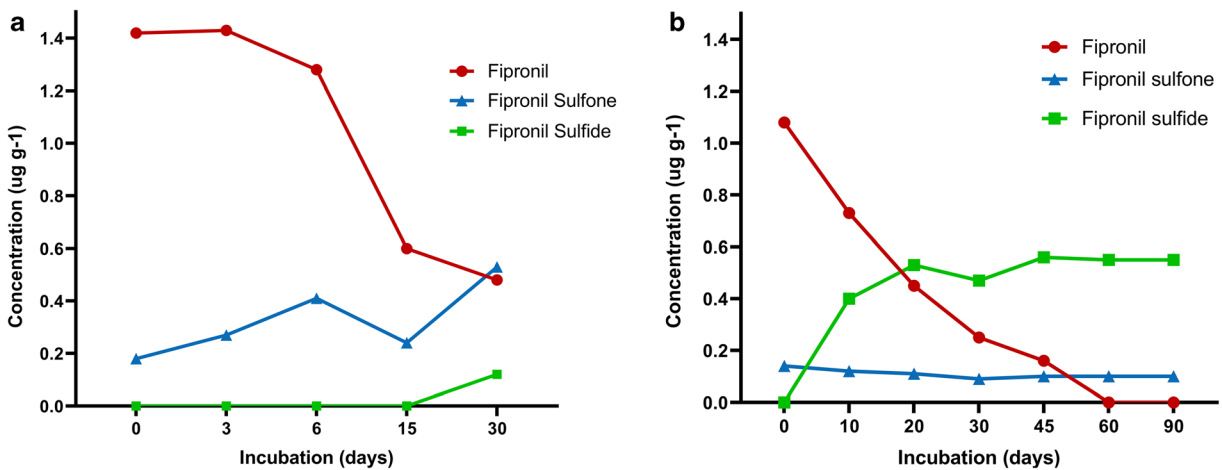 a
Concentration (ug g-1)
1.4
1.2
1.0
0.8
0.6
0.4
0.2
0.0
0 3 6 15 30
Incubation (days)
Fipronil
Fipronil Sulfone
Fipronil Sulfide
b
Concentration (ug g-1)
1.4
1.2
1.0
0.8
0.6
0.4
0.2
0.0
0 10 20 30 45 60 90
Incubation (days)
Fipronil
Fipronil sulfone
Fipronil sulfide